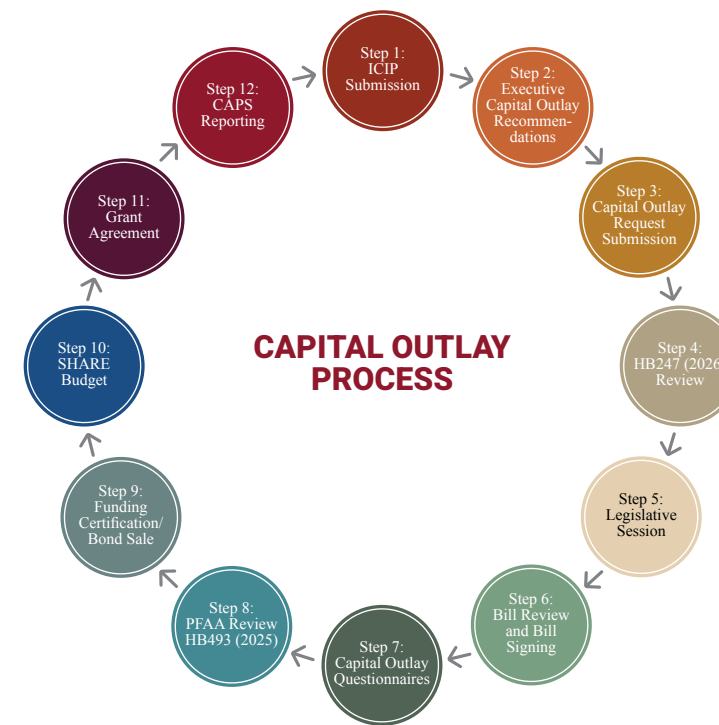 Step 1:
ICIP
Submission
Step 2:
Executive
Capital Outlay
Recommen-
dations
Step 3:
Capital Outlay
Request
Submission
Step 4:
HB247 (2026
Review
Step 5:
Legislative
Session
Step 6:
Bill Review
and Bill
Signing
Step 7:
Capital Outlay
Questionnaires
Step 8:
PFAA Review
HB493 (2025)
Step 9:
Funding
Certification/
Bond Sale
Step 10:
SHARE
Budget
Step 11:
Grant
Agreement
Step 12:
CAPS
Reporting
CAPITAL OUTLAY
PROCESS